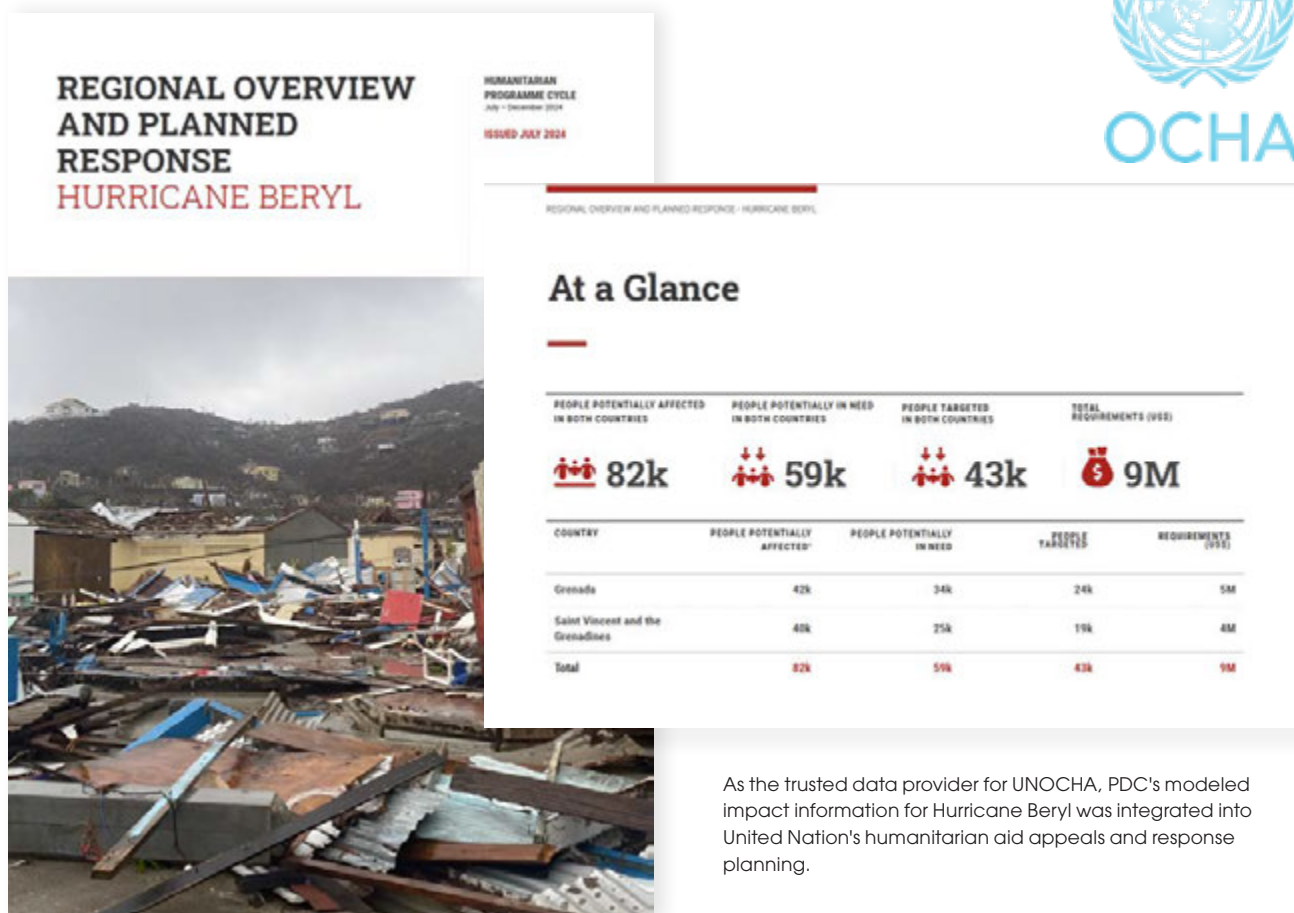 REGIONAL OVERVIEW
AND PLANNED
RESPONSE
HURRICANE BERYL
HUMANITARIAN
PROGRAMME CYCLE
July – December 2024
ISSUED JULY 2024
OCHA
REGIONAL OVERVIEW AND PLANNED RESPONSE - HURRICANE BERYL
At a Glance
PEOPLE POTENTIALLY AFFECTED
IN BOTH COUNTRIES
82k
PEOPLE POTENTIALLY IN NEED
IN BOTH COUNTRIES
59k
PEOPLE TARGETED
IN BOTH COUNTRIES
43k
TOTAL
REQUIREMENTS (US$)
$
9M
COUNTRY PEOPLE POTENTIALLY AFFECTED* PEOPLE POTENTIALLY IN NEED PEOPLE TARGETED REQUIREMENTS (US$)
Grenada 42k 34k 24k 5M
Saint Vincent and the
Grenadines 40k 25k 19k 4M
Total 82k 59k 43k 9M
As the trusted data provider for UNOCHA, PDC's modeled
impact information for Hurricane Beryl was integrated into
United Nation's humanitarian aid appeals and response
planning.